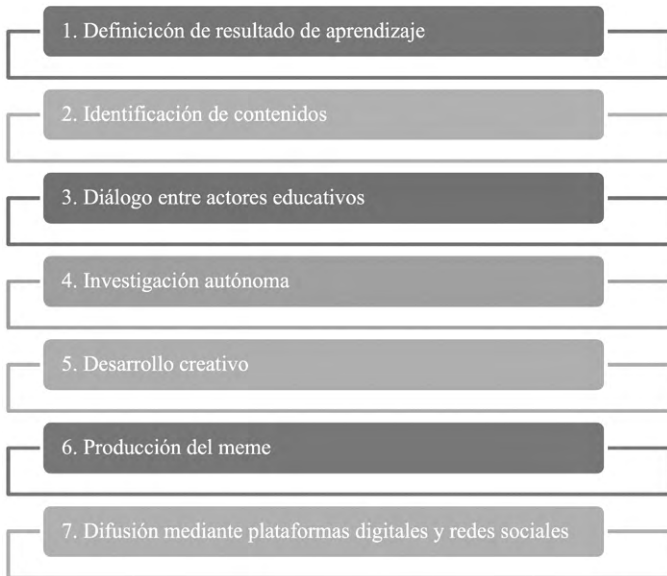 1. Definicicón de resultado de aprendizaje
2. Identificación de contenidos
3. Diálogo entre actores educativos
4. Investigación autónoma
5. Desarrollo creativo
6. Producción del meme
7. Difusión mediante plataformas digitales y redes sociales